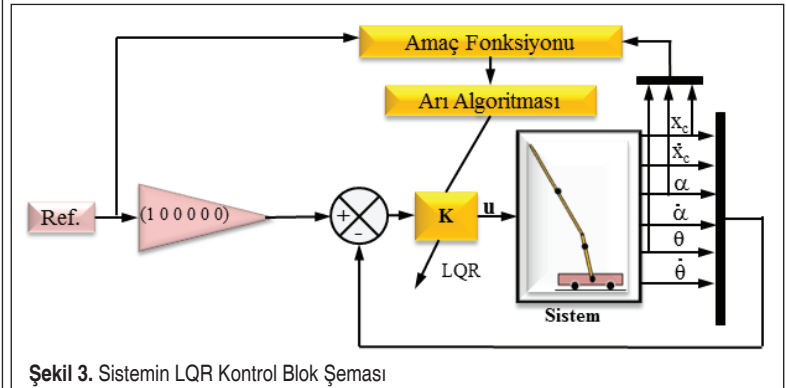 Amaç Fonksiyonu
Arı Algoritması
Ref.
(1 0 0 0 0 0)
+
-
K
u
LQR
x_c
ẋ_c
α
α̇
θ
θ̇
Sistem
Şekil 3. Sistemin LQR Kontrol Blok Şeması